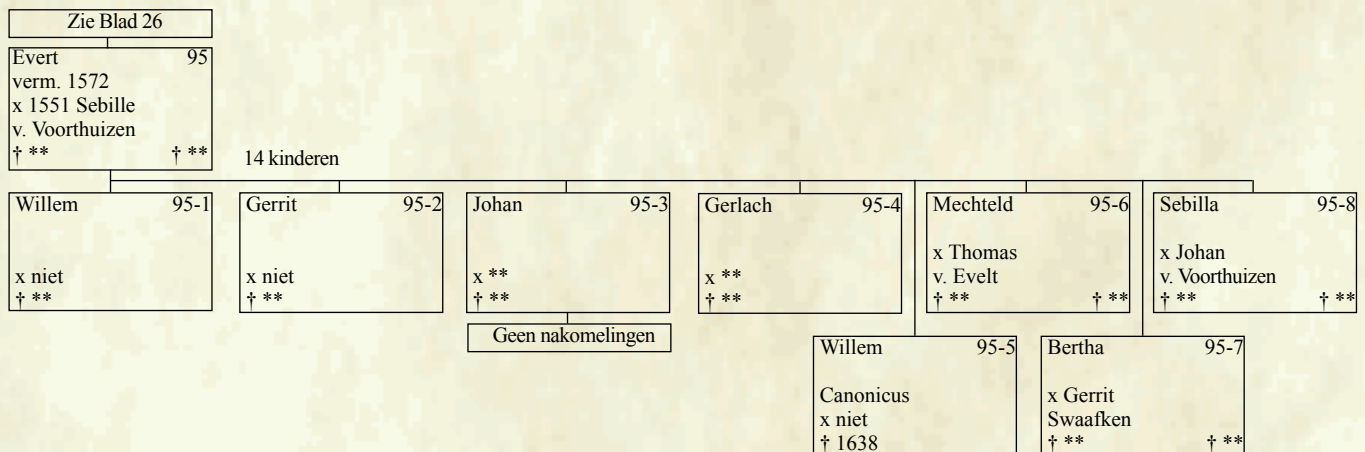 Zie Blad 26
Evert 95
verm. 1572
x 1551 Sebille
v. Voorthuizen
† ** † **
14 kinderen
Willem 95-1
x niet
† **
Gerrit 95-2
x niet
† **
Johan 95-3
x **
† **
Geen nakomelingen
Gerlach 95-4
x **
† **
Willem 95-5
Canonicus
x niet
† 1638
Mechteld 95-6
x Thomas
v. Evelt
† ** † **
Bertha 95-7
x Gerrit
Swaafken
† ** † **
Sebilla 95-8
x Johan
v. Voorthuizen
† ** † **